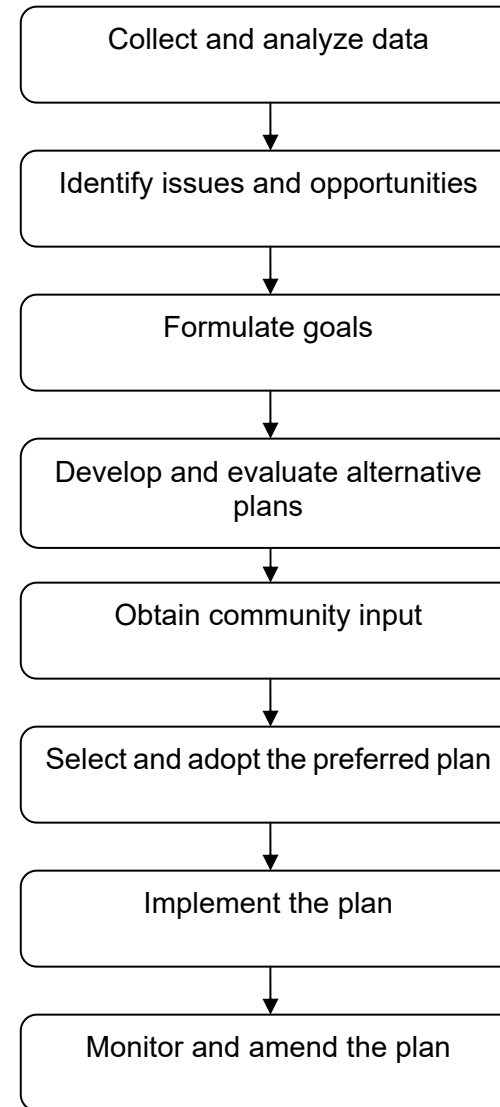 Collect and analyze data
Identify issues and opportunities
Formulate goals
Develop and evaluate alternative
plans
Obtain community input
Select and adopt the preferred plan
Implement the plan
Monitor and amend the plan